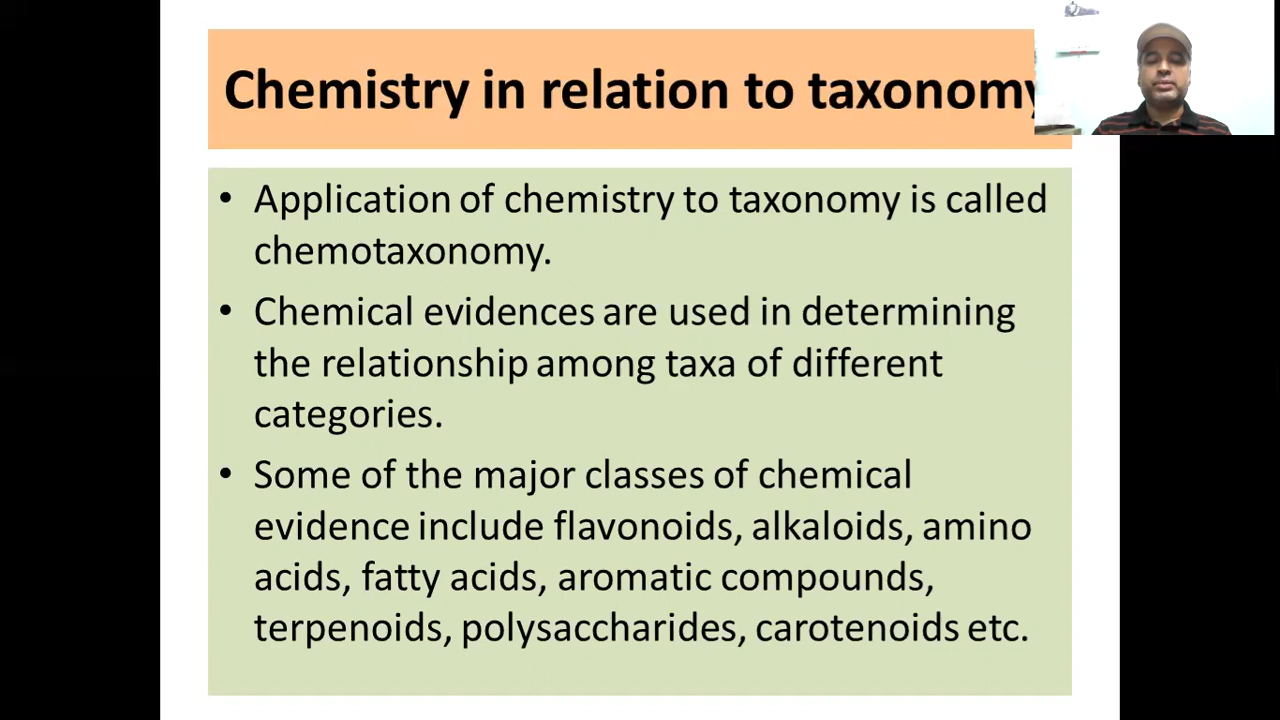 Chemistry in relation to taxonomy
• Application of chemistry to taxonomy is called
chemotaxonomy.
• Chemical evidences are used in determining
the relationship among taxa of different
categories.
• Some of the major classes of chemical
evidence include flavonoids, alkaloids, amino
acids, fatty acids, aromatic compounds,
terpenoids, polysaccharides, carotenoids etc.